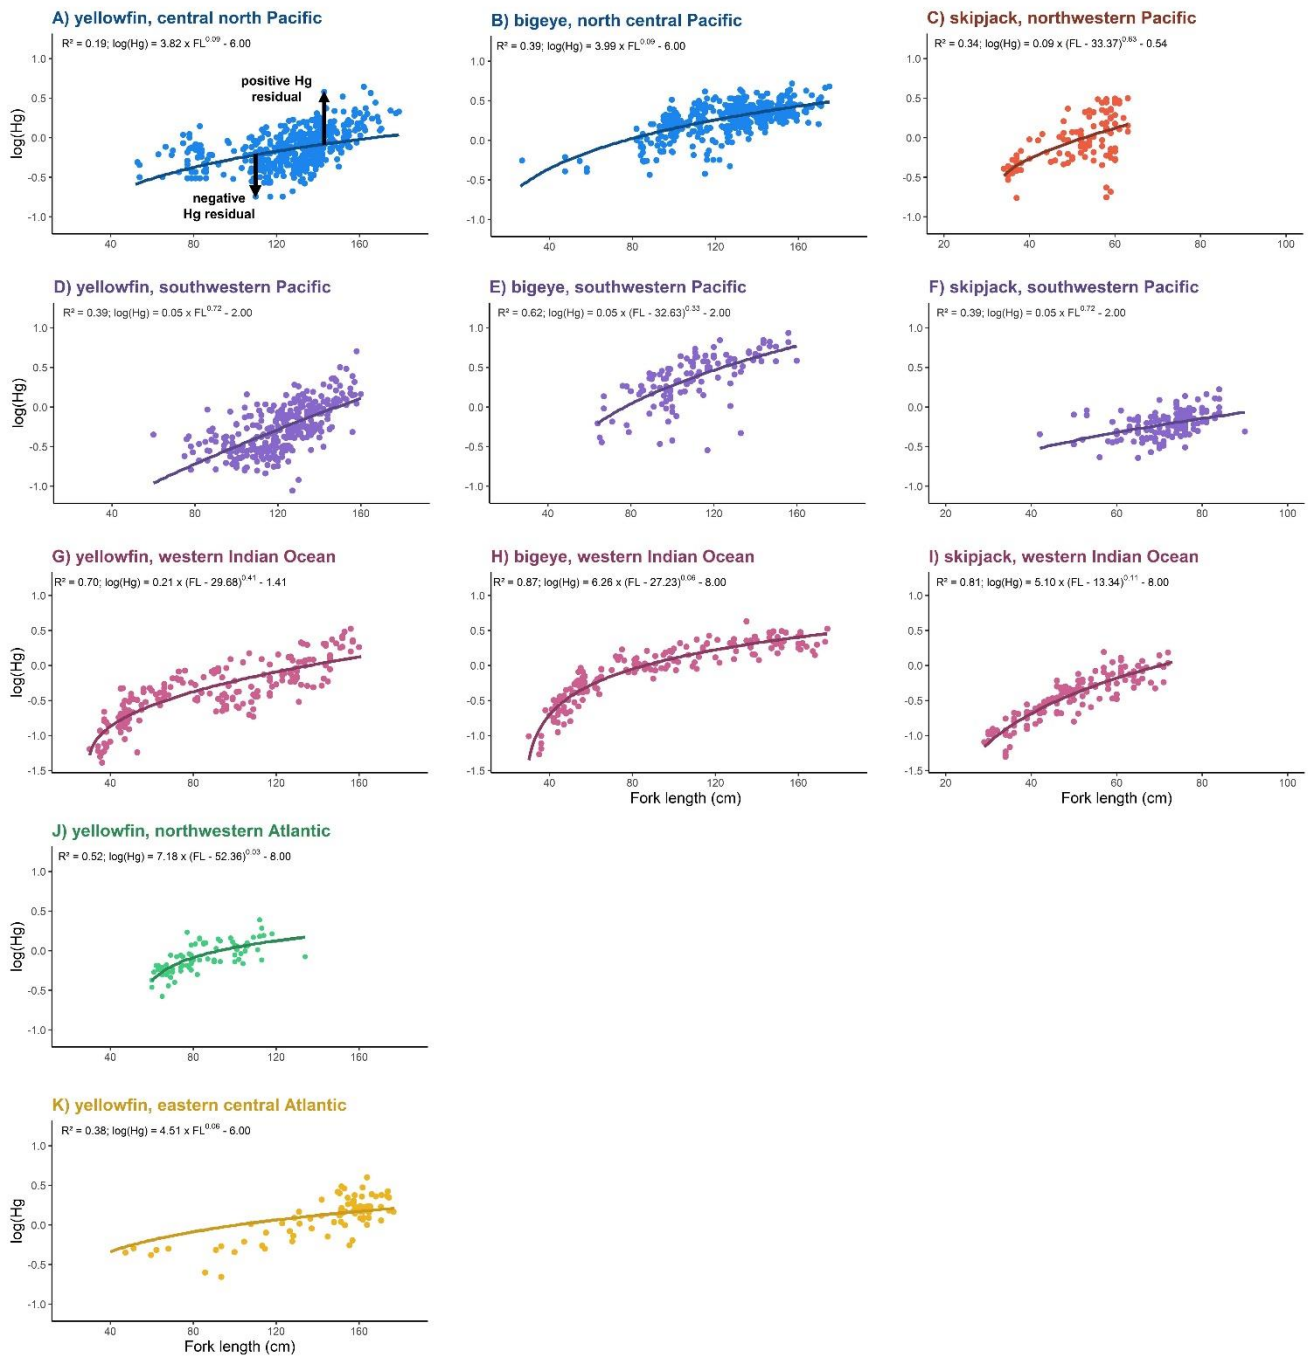 A) yellowfin, central north Pacific
R² = 0.19; log(Hg) = 3.82 x FL^0.09 - 6.00
positive Hg
residual
negative
Hg residual
log(Hg)
1.0
0.5
0.0
-0.5
-1.0
40 80 120 160
B) bigeye, north central Pacific
R² = 0.39; log(Hg) = 3.99 x FL^0.09 - 6.00
1.0
0.5
0.0
-0.5
-1.0
40 80 120 160
C) skipjack, northwestern Pacific
R² = 0.34; log(Hg) = 0.09 x (FL - 33.37)^0.63 - 0.54
1.0
0.5
0.0
-0.5
-1.0
20 40 60 80 100
D) yellowfin, southwestern Pacific
R² = 0.39; log(Hg) = 0.05 x FL^0.72 - 2.00
log(Hg)
1.0
0.5
0.0
-0.5
-1.0
40 80 120 160
E) bigeye, southwestern Pacific
R² = 0.62; log(Hg) = 0.05 x (FL - 32.63)^0.33 - 2.00
1.0
0.5
0.0
-0.5
-1.0
40 80 120 160
F) skipjack, southwestern Pacific
R² = 0.39; log(Hg) = 0.05 x FL^0.72 - 2.00
1.0
0.5
0.0
-0.5
-1.0
20 40 60 80 100
G) yellowfin, western Indian Ocean
R² = 0.70; log(Hg) = 0.21 x (FL - 29.68)^0.41 - 1.41
log(Hg)
1.0
0.5
0.0
-0.5
-1.0
-1.5
40 80 120 160
H) bigeye, western Indian Ocean
R² = 0.87; log(Hg) = 6.26 x (FL - 27.23)^0.06 - 8.00
1.0
0.5
0.0
-0.5
-1.0
-1.5
40 80 120 160
Fork length (cm)
I) skipjack, western Indian Ocean
R² = 0.81; log(Hg) = 5.10 x (FL - 13.34)^0.11 - 8.00
1.0
0.5
0.0
-0.5
-1.0
-1.5
20 40 60 80 100
Fork length (cm)
J) yellowfin, northwestern Atlantic
R² = 0.52; log(Hg) = 7.18 x (FL - 52.36)^0.03 - 8.00
log(Hg)
1.0
0.5
0.0
-0.5
-1.0
40 80 120 160
K) yellowfin, eastern central Atlantic
R² = 0.38; log(Hg) = 4.51 x FL^0.06 - 6.00
log(Hg
1.0
0.5
0.0
-0.5
-1.0
40 80 120 160
Fork length (cm)